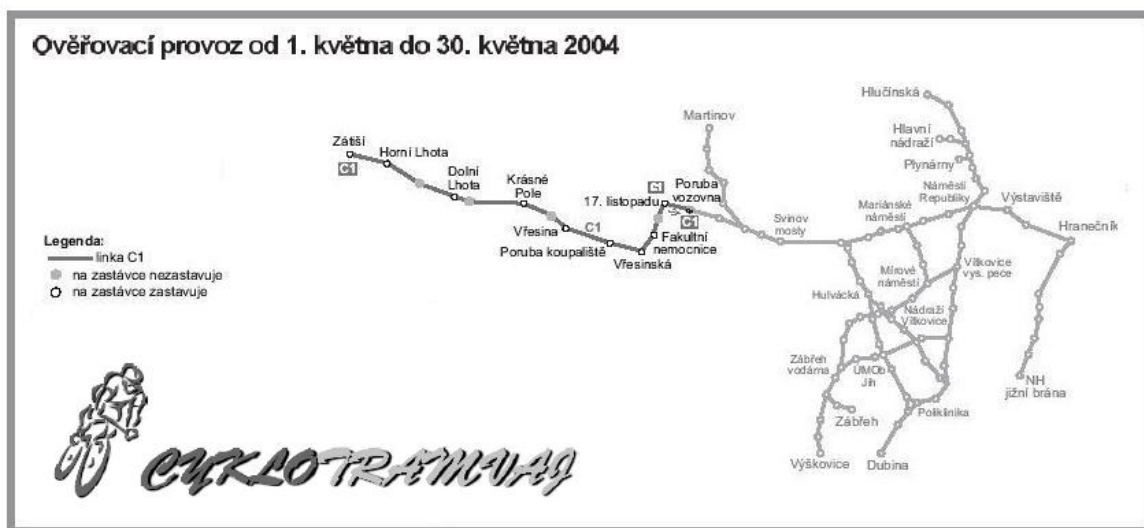 Ověřovací provoz od 1. května do 30. května 2004
Hlučínská
Martinov
Hlavní
nádraží
Plynárny
Zátiší
C1
Horní Lhota
Dolní
Lhota
Krásné
Pole
C1
Poruba
vozovna
17. listopadu
C1
Náměstí
Republiky
Výstaviště
Mariánské
náměstí
Svinov
mosty
Hranečník
Vřesina
C1
Fakultní
nemocnice
Poruba koupaliště
Vřesinská
Legenda:
linka C1
na zastávce nezastavuje
na zastávce zastavuje
Mírové
náměstí
Vítkovice
vys. pece
Hulvácká
Nádraží
Vítkovice
Zábřeh
vodárna
ÚMOb
Jih
NH
jižní brána
Poliklinika
Zábřeh
Výškovice
Dubina
CYKLOTRAMVAJ